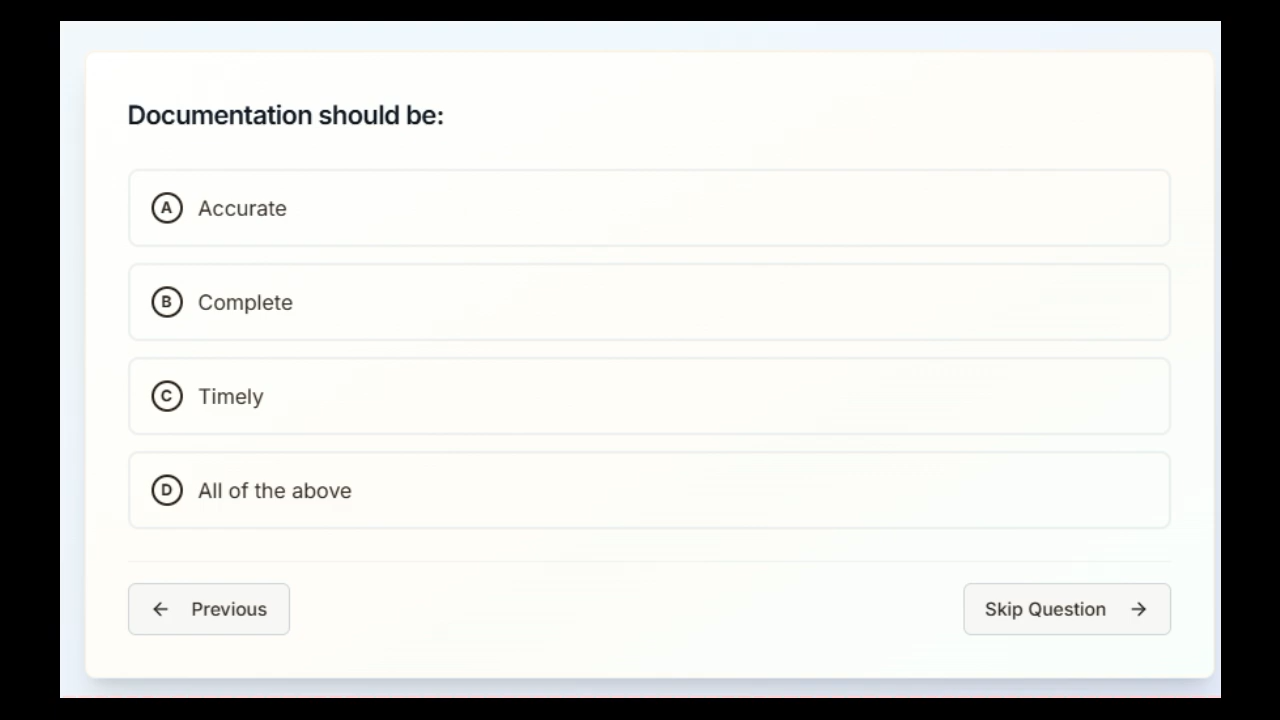 Documentation should be:
A Accurate
B Complete
C Timely
D All of the above
← Previous
Skip Question →